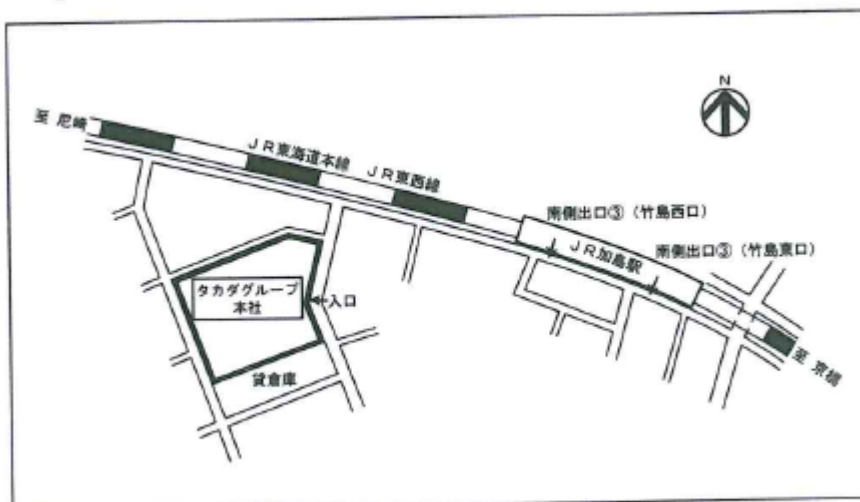 N
至 尼崎
JR東海道本線 JR東西線
南側出口③（竹島西口）
JR加島駅
南側出口③（竹島東口）
至 京橋
タカダグループ
本社
入口
貸倉庫